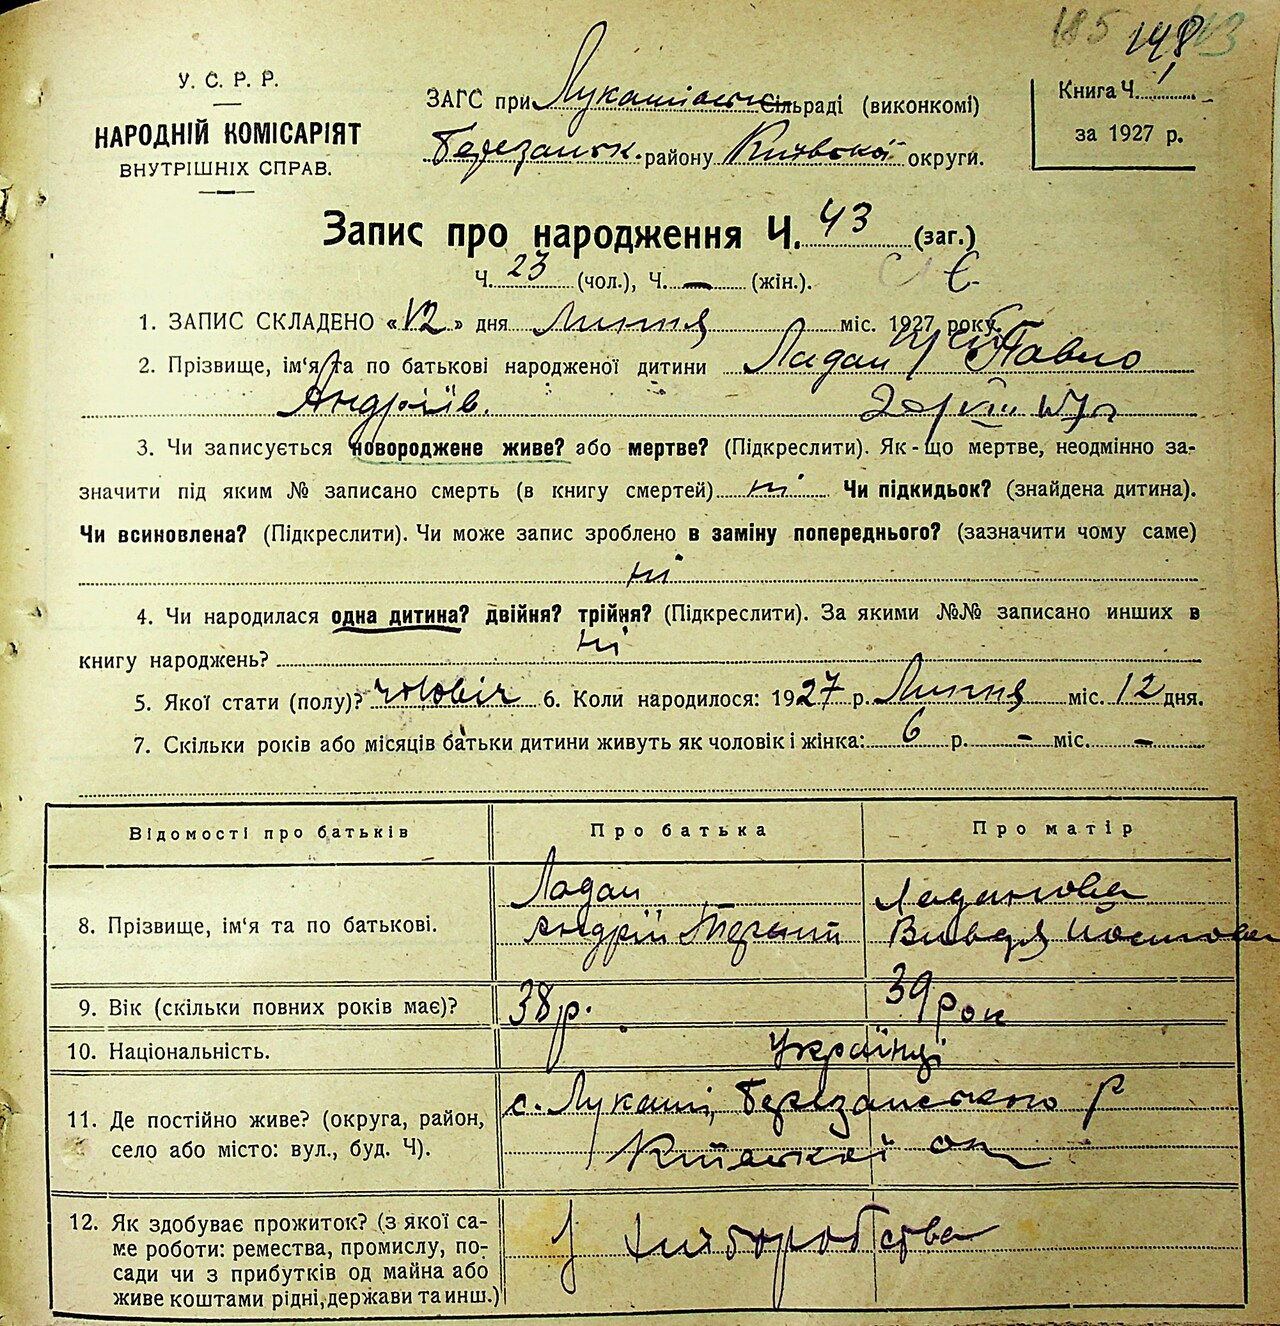 185 148
У. С. Р. Р.
НАРОДНІЙ КОМІСАРІЯТ
ВНУТРІШНІХ СПРАВ.
ЗАГС при Лукашівськ Сільраді (виконкомі)
Березанськ. району Київської округи.
Книга Ч.
за 1927 р.
Запис про народження Ч. 43 (заг.)
Ч. 23 (чол.), Ч. — (жін.).
1. ЗАПИС СКЛАДЕНО «12» дня Липня міс. 1927 року.
2. Прізвище, ім'я та по батькові народженої дитини Ладан Павло
Андріїв.
3. Чи записується новороджене живе? або мертве? (Підкреслити). Як-що мертве, неодмінно за-
значити під яким № записано смерть (в книгу смертей) ні Чи підкидьок? (знайдена дитина).
Чи всиновлена? (Підкреслити). Чи може запис зроблено в заміну попереднього? (зазначити чому саме)
ні
4. Чи народилася одна дитина? двійня? трійня? (Підкреслити). За якими №№ записано инших в
книгу народжень? ні
5. Якої стати (полу)? чоловіч 6. Коли народилося: 1927 р. Липня міс. 12 дня.
7. Скільки років або місяців батьки дитини живуть як чоловік і жінка: 6 р. — міс. —
Відомості про батьків Про батька Про матір
8. Прізвище, ім'я та по батькові. Ладан Ладанова
Андрій
9. Вік (скільки повних років має)? 38 р. 39 рок
10. Національність. Українці
11. Де постійно живе? (округа, район,
село або місто: вул., буд. Ч).
с. Лукаші, Березанського р
Київської ок
12. Як здобуває прожиток? (з якої са-
ме роботи: ремества, промислу, по-
сади чи з прибутків од майна або
живе коштами рідні, держави та инш.)
з хліборобства